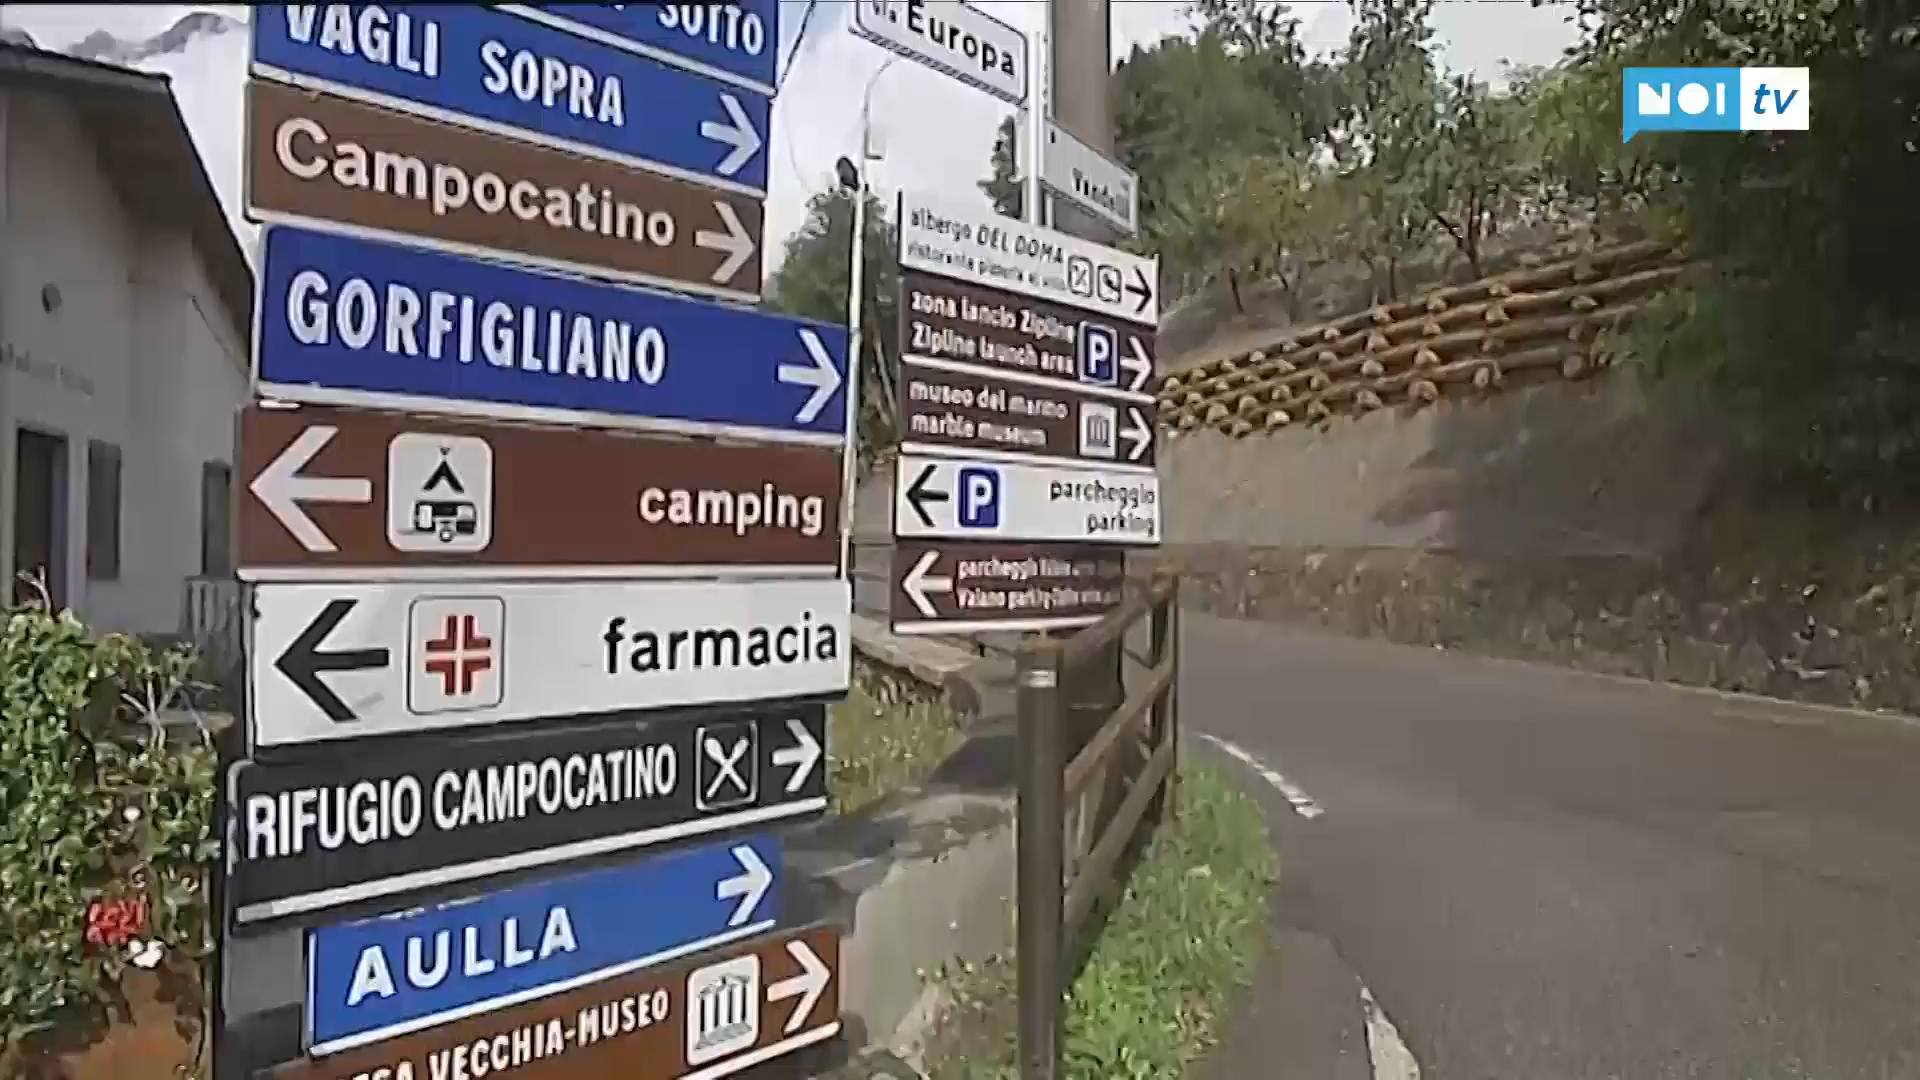 SOTTO
VAGLI SOPRA
Campocatino
GORFIGLIANO
camping
farmacia
RIFUGIO CAMPOCATINO
AULLA
VECCHIA-MUSEO
Europa
albergo DEL DOMA
ristorante
zona lancio Zipline
Zipline launch area
P
museo del marmo
marble museum
P
parcheggio
parking
NOI tv